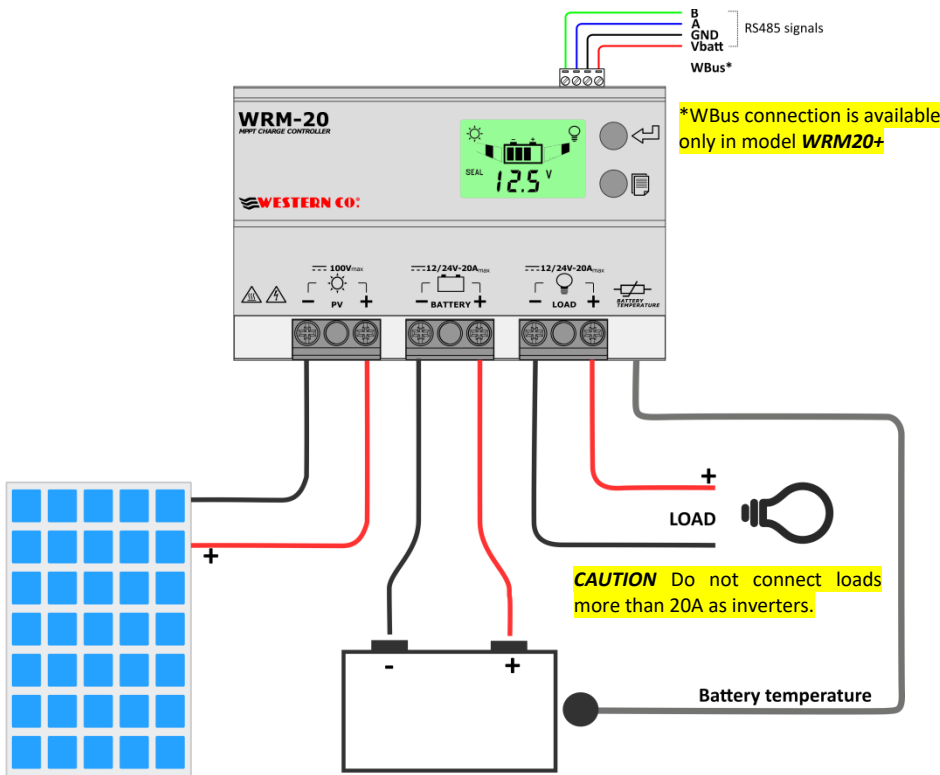 B
A
GND
Vbatt
RS485 signals
WBus*
*WBus connection is available
only in model WRM20+
WRM-20
MPPT CHARGE CONTROLLER
SEAL
12.5 V
WESTERN CO.
100Vmax
12/24V-20Amax
12/24V-20Amax
− PV +
− BATTERY +
− LOAD +
BATTERY
TEMPERATURE
+
LOAD
+
CAUTION Do not connect loads
more than 20A as inverters.
- +
Battery temperature